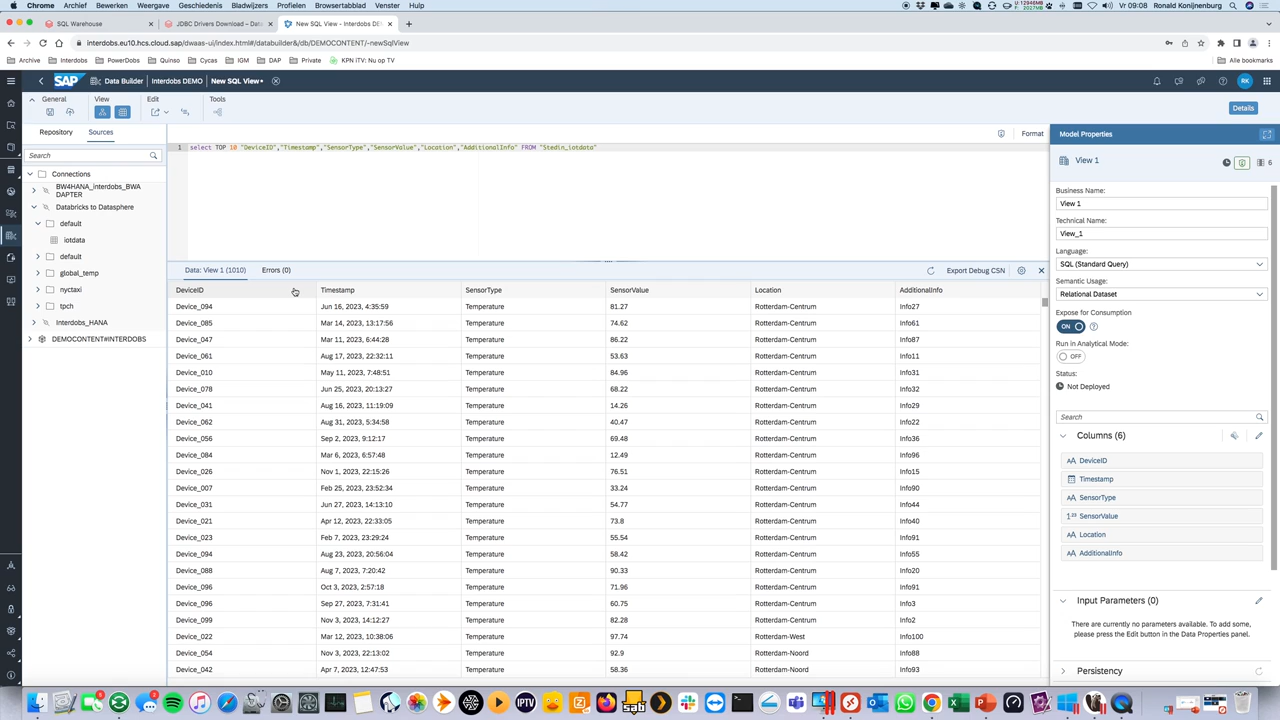 Chrome Archief Bewerken Weergave Geschiedenis Bladwijzers Profielen Browsertabblad Venster Help Vr 09:08 Ronald Konijnenburg
SQL Warehouse
JDBC Drivers Download – Data
New SQL View - Interdobs DEM
interdobs.eu10.hcs.cloud.sap/dwaas-ui/index.html#/databuilder&/db/DEMOCONTENT/-newSqlView
Archive Interdobs PowerDobs Quinso Cycas IGM DAP Private KPN iTV: Nu op TV Alle bookmarks
SAP Data Builder Interdobs DEMO New SQL View RK
General View Edit Tools Details
Repository Sources
Format
Model Properties
1 select TOP 10 "DeviceID","Timestamp","SensorType","SensorValue","Location","AdditionalInfo" FROM "Stedin_iotdata"
Search
Connections
BW4HANA_interdobs_BWA
DAPTER
Databricks to Datasphere
default
iotdata
default
global_temp
nyctaxi
tpch
Interdobs_HANA
DEMOCONTENT#INTERDOBS
Data: View 1 (1010) Errors (0) Export Debug CSN
DeviceID Timestamp SensorType SensorValue Location AdditionalInfo
Device_094 Jun 16, 2023, 4:35:59 Temperature 81.27 Rotterdam-Centrum Info27
Device_085 Mar 14, 2023, 13:17:56 Temperature 74.62 Rotterdam-Centrum Info61
Device_047 Mar 11, 2023, 6:44:28 Temperature 86.22 Rotterdam-Centrum Info87
Device_061 Aug 17, 2023, 22:32:11 Temperature 53.63 Rotterdam-Centrum Info11
Device_010 May 11, 2023, 7:48:51 Temperature 84.96 Rotterdam-Centrum Info31
Device_078 Jun 25, 2023, 20:13:27 Temperature 68.22 Rotterdam-Centrum Info32
Device_041 Aug 16, 2023, 11:19:09 Temperature 14.26 Rotterdam-Centrum Info29
Device_062 Aug 31, 2023, 5:34:58 Temperature 40.47 Rotterdam-Centrum Info22
Device_056 Sep 2, 2023, 9:12:17 Temperature 69.48 Rotterdam-Centrum Info36
Device_084 Mar 6, 2023, 6:57:48 Temperature 12.49 Rotterdam-Centrum Info96
Device_026 Nov 1, 2023, 22:15:26 Temperature 76.51 Rotterdam-Centrum Info15
Device_007 Feb 25, 2023, 23:52:34 Temperature 33.24 Rotterdam-Centrum Info90
Device_031 Jun 27, 2023, 14:13:10 Temperature 54.77 Rotterdam-Centrum Info44
Device_021 Apr 12, 2023, 22:33:05 Temperature 73.8 Rotterdam-Centrum Info40
Device_023 Feb 7, 2023, 23:29:24 Temperature 55.54 Rotterdam-Centrum Info91
Device_094 Aug 23, 2023, 20:56:04 Temperature 58.42 Rotterdam-Centrum Info55
Device_088 Aug 7, 2023, 7:20:42 Temperature 90.33 Rotterdam-Centrum Info20
Device_096 Oct 3, 2023, 2:57:18 Temperature 71.96 Rotterdam-Centrum Info91
Device_096 Sep 27, 2023, 7:31:41 Temperature 60.75 Rotterdam-Centrum Info3
Device_099 Nov 3, 2023, 14:12:27 Temperature 82.28 Rotterdam-Centrum Info2
Device_022 Mar 12, 2023, 10:38:06 Temperature 97.74 Rotterdam-West Info100
Device_054 Nov 3, 2023, 22:13:02 Temperature 92.9 Rotterdam-Noord Info88
Device_042 Apr 7, 2023, 12:47:53 Temperature 58.36 Rotterdam-Noord Info93
View 1 6
Business Name:
View 1
Technical Name:
View_1
Language:
SQL (Standard Query)
Semantic Usage:
Relational Dataset
Expose for Consumption
ON
Run in Analytical Mode:
OFF
Status:
Not Deployed
Search
Columns (6)
DeviceID
Timestamp
SensorType
SensorValue
Location
AdditionalInfo
Input Parameters (0)
There are currently no parameters available. To add some,
please press the Edit button in the Data Properties panel.
Persistency